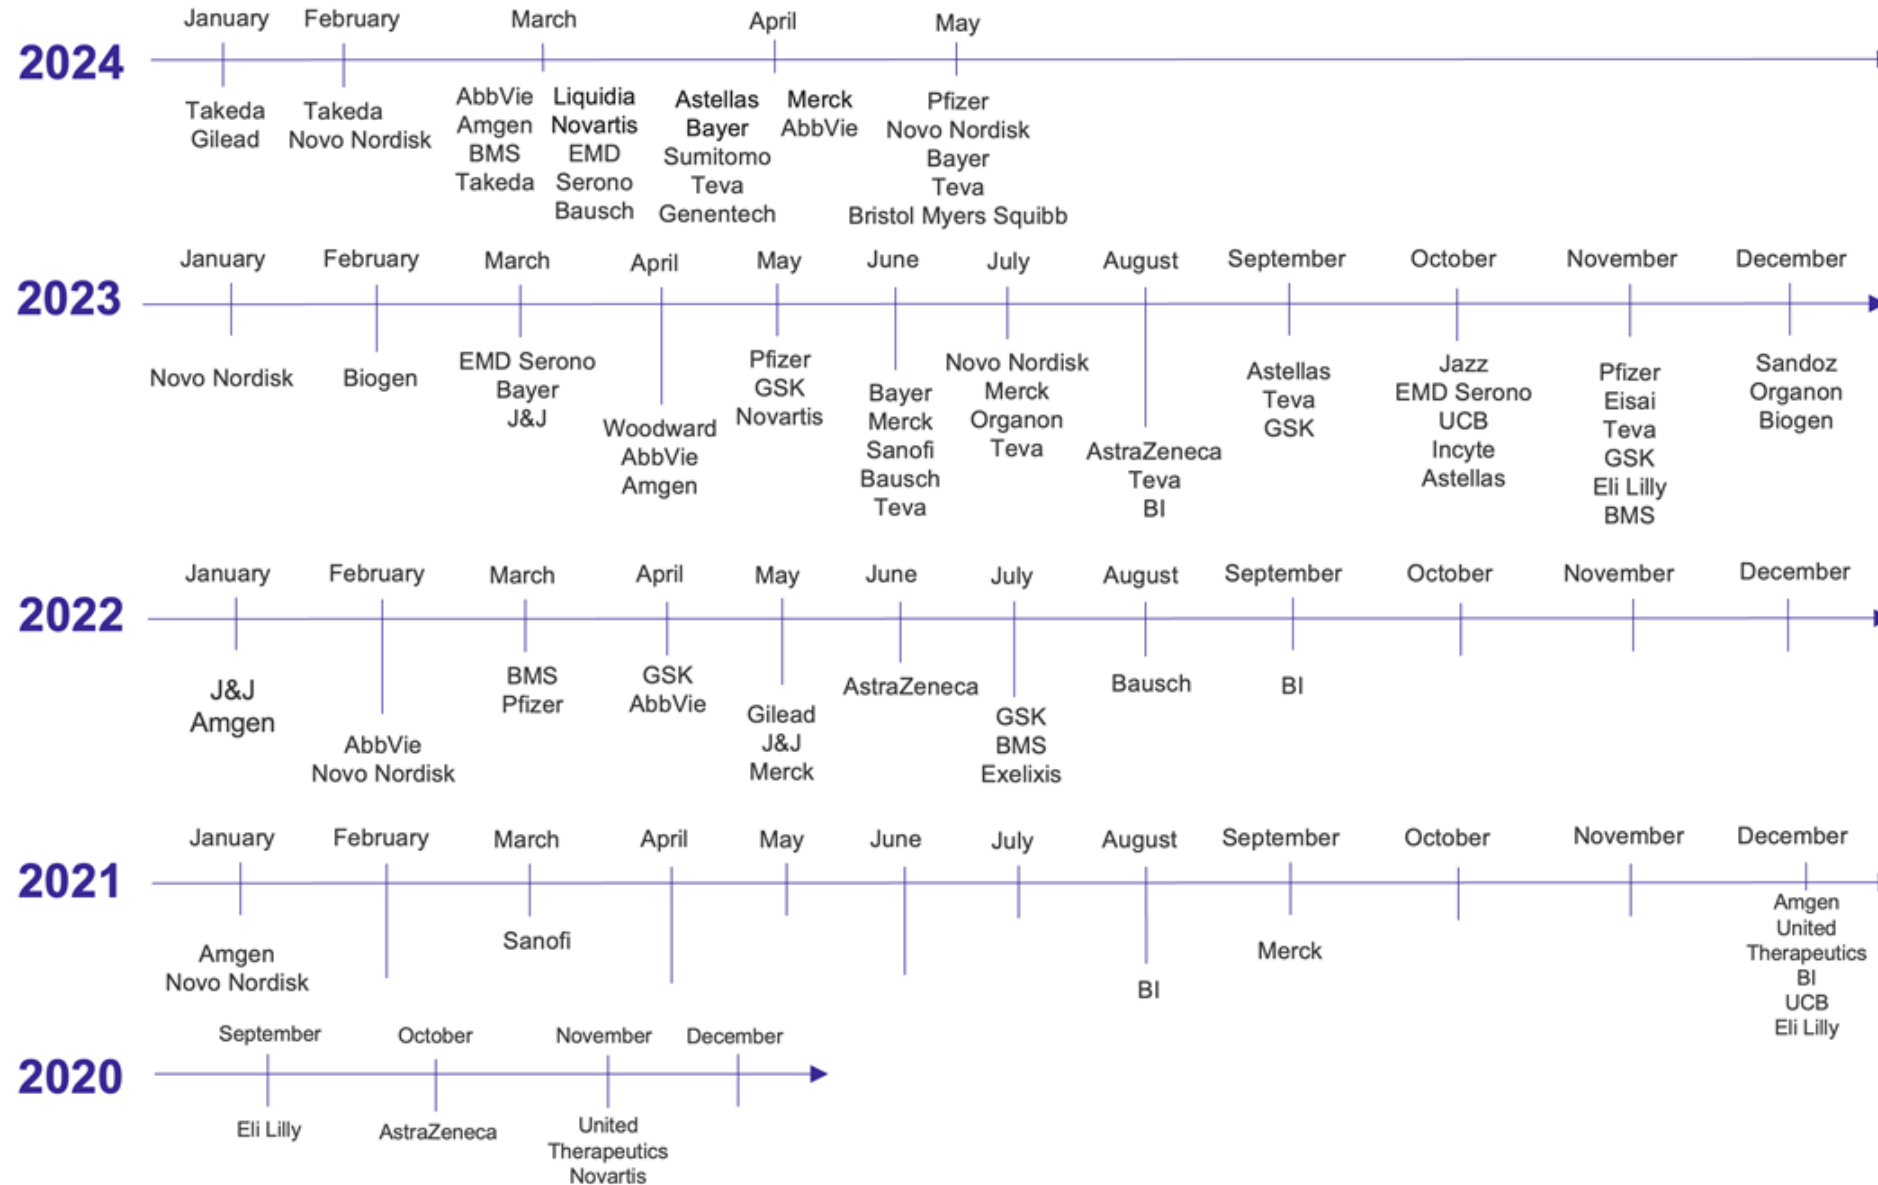 January February March April May
2024
Takeda
Gilead
Takeda
Novo Nordisk
AbbVie
Amgen
BMS
Takeda
Liquidia
Novartis
EMD
Serono
Bausch
Astellas
Bayer
Sumitomo
Teva
Genentech
Merck
AbbVie
Pfizer
Novo Nordisk
Bayer
Teva
Bristol Myers Squibb
January February March April May June July August September October November December
2023
Novo Nordisk
Biogen
EMD Serono
Bayer
J&J
Woodward
AbbVie
Amgen
Pfizer
GSK
Novartis
Bayer
Merck
Sanofi
Bausch
Teva
Novo Nordisk
Merck
Organon
Teva
AstraZeneca
Teva
BI
Astellas
Teva
GSK
Jazz
EMD Serono
UCB
Incyte
Astellas
Pfizer
Eisai
Teva
GSK
Eli Lilly
BMS
Sandoz
Organon
Biogen
January February March April May June July August September October November December
2022
J&J
Amgen
AbbVie
Novo Nordisk
BMS
Pfizer
GSK
AbbVie
Gilead
J&J
Merck
AstraZeneca
GSK
BMS
Exelixis
Bausch
BI
January February March April May June July August September October November December
2021
Amgen
Novo Nordisk
Sanofi
BI
Merck
Amgen
United
Therapeutics
BI
UCB
Eli Lilly
September October November December
2020
Eli Lilly
AstraZeneca
United
Therapeutics
Novartis